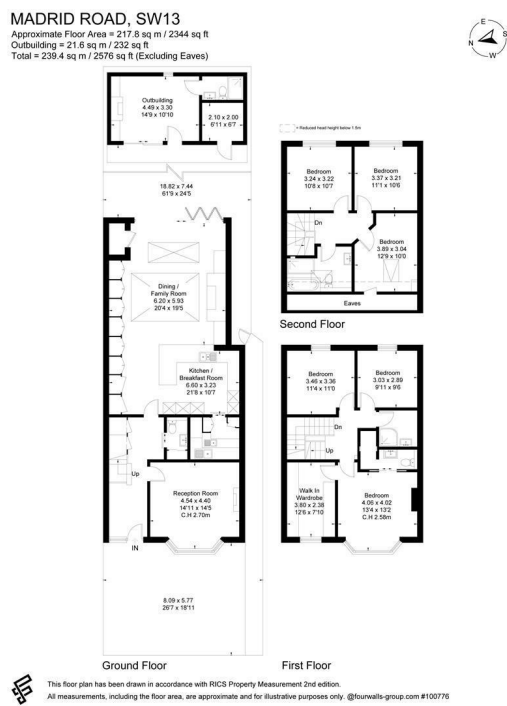 MADRID ROAD, SW13
Approximate Floor Area = 217.8 sq m / 2344 sq ft
Outbuilding = 21.6 sq m / 232 sq ft
Total = 239.4 sq m / 2576 sq ft (Excluding Eaves)
E
N
S
W
Outbuilding
4.49 x 3.30
14'9 x 10'10
2.10 x 2.00
6'11 x 6'7
18.82 x 7.44
61'9 x 24'5
Dining /
Family Room
6.20 x 5.93
20'4 x 19'5
Kitchen /
Breakfast Room
6.60 x 3.23
21'8 x 10'7
Up
Reception Room
4.54 x 4.40
14'11 x 14'5
C.H 2.70m
IN
8.09 x 5.77
26'7 x 18'11
Ground Floor
= Reduced head height below 1.5m
Bedroom
3.24 x 3.22
10'8 x 10'7
Bedroom
3.37 x 3.21
11'1 x 10'6
Dn
Bedroom
3.89 x 3.04
12'9 x 10'0
Eaves
Second Floor
Bedroom
3.46 x 3.36
11'4 x 11'0
Bedroom
3.03 x 2.89
9'11 x 9'6
Dn
Up
Walk In
Wardrobe
3.80 x 2.38
12'6 x 7'10
Bedroom
4.06 x 4.02
13'4 x 13'2
C.H 2.58m
First Floor
This floor plan has been drawn in accordance with RICS Property Measurement 2nd edition.
All measurements, including the floor area, are approximate and for illustrative purposes only. @fourwalls-group.com #100776